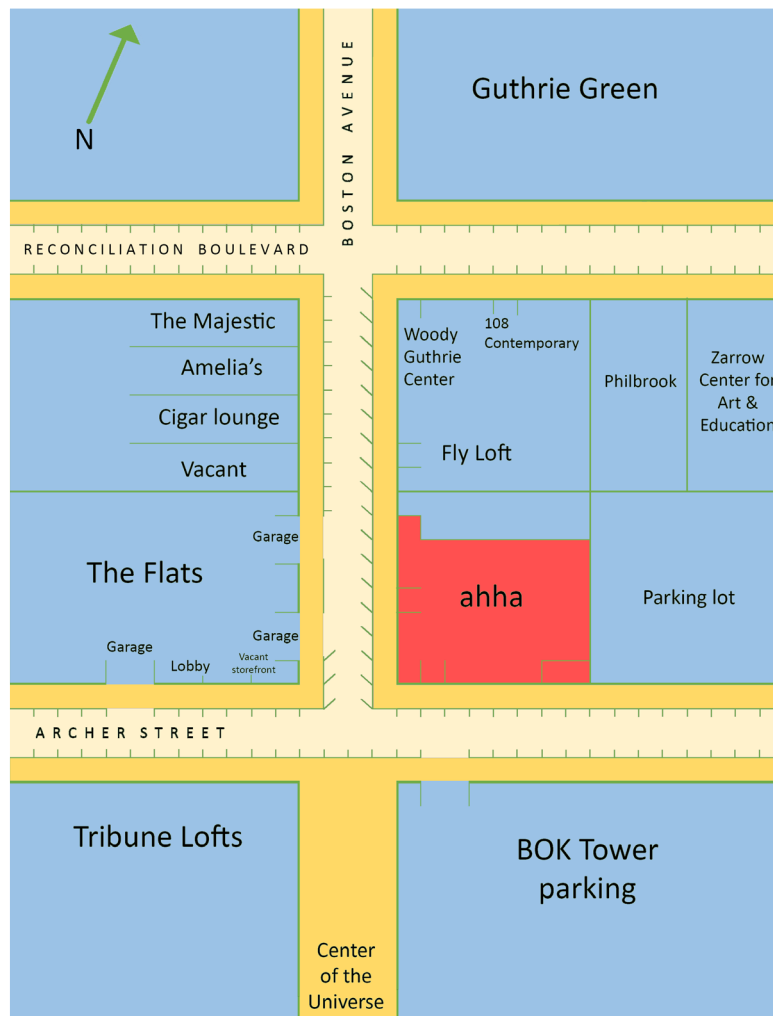 N
BOSTON AVENUE
Guthrie Green
RECONCILIATION BOULEVARD
The Majestic
Amelia's
Cigar lounge
Vacant
Woody
Guthrie
Center
108
Contemporary
Fly Loft
Philbrook
Zarrow
Center for
Art &
Education
Garage
The Flats
Garage
Garage
Lobby
Vacant
storefront
ahha
Parking lot
ARCHER STREET
Tribune Lofts
BOK Tower
parking
Center
of the
Universe